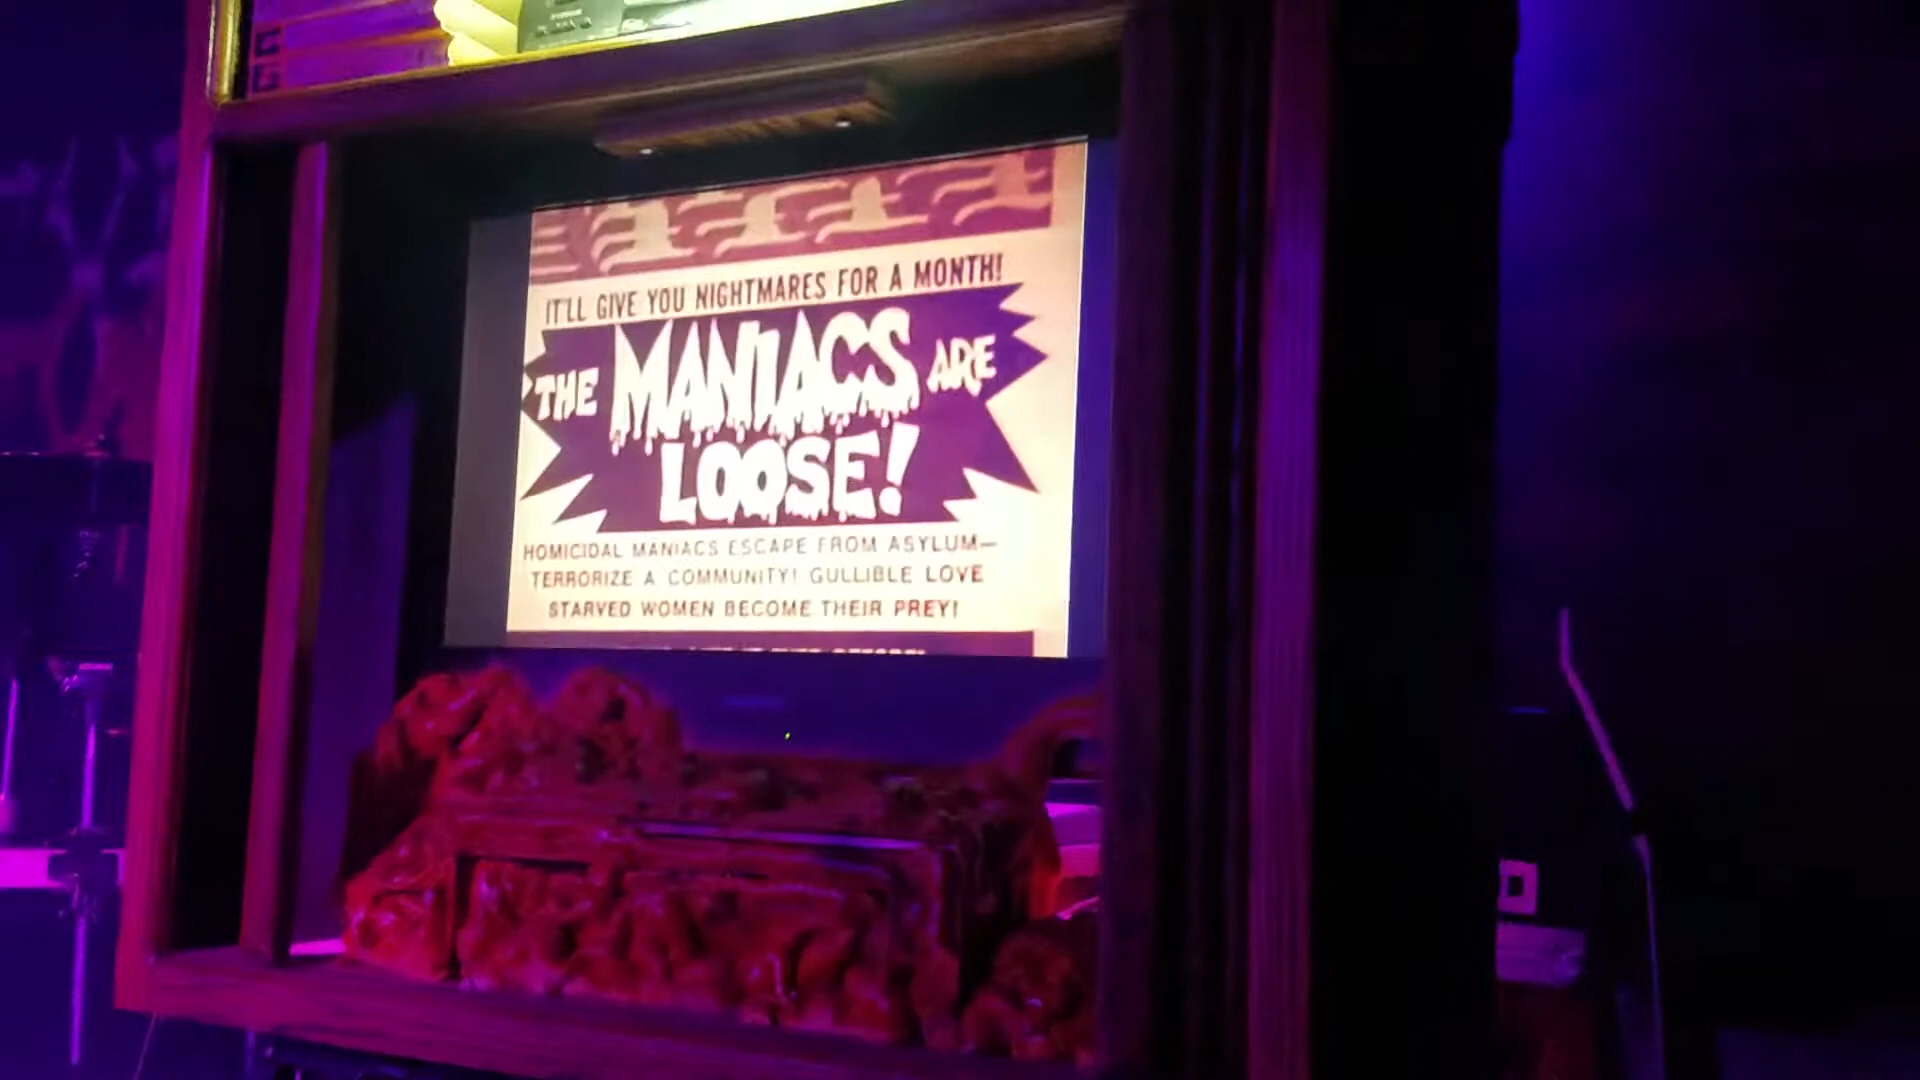 IT'LL GIVE YOU NIGHTMARES FOR A MONTH!
THE MANIACS ARE
LOOSE!
HOMICIDAL MANIACS ESCAPE FROM ASYLUM—
TERRORIZE A COMMUNITY! GULLIBLE LOVE
STARVED WOMEN BECOME THEIR PREY!